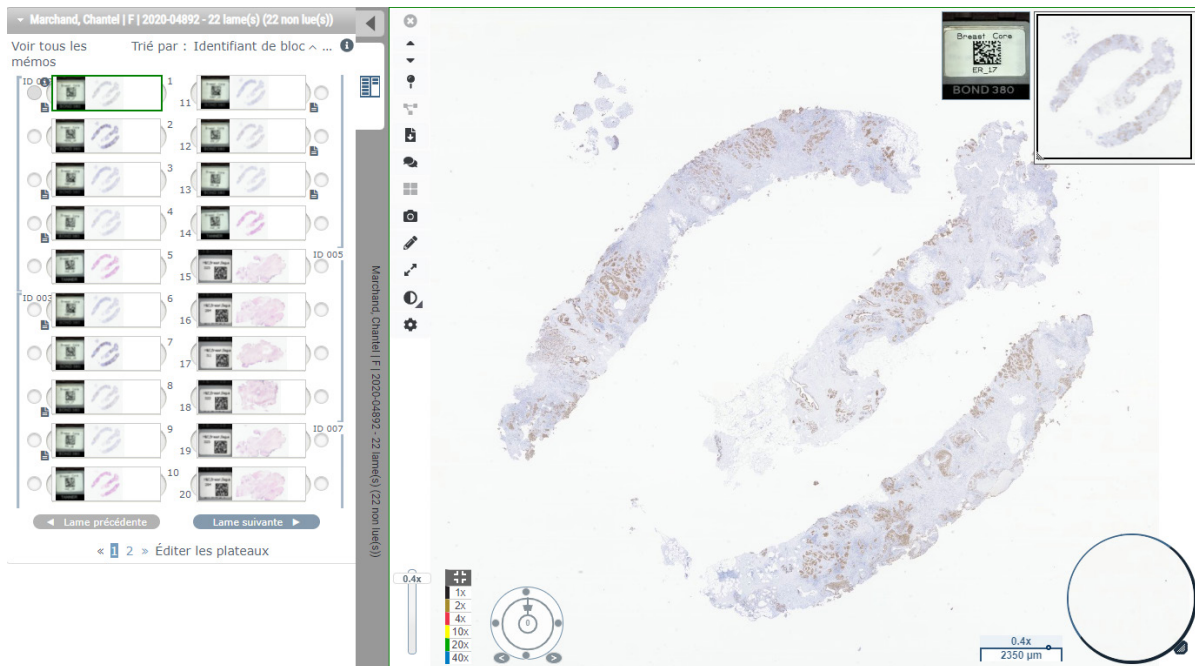 Marchand, Chantel | F | 2020-04892 - 22 lame(s) (22 non lue(s))
Voir tous les mémos
Trié par : Identifiant de bloc ...
1
11
2
12
3
13
4
14
5
ID 005
15
ID 003
6
16
7
17
8
18
9
ID 007
19
10
20
Lame précédente
Lame suivante
« 1 2 » Éditer les plateaux
Marchand, Chantel | F | 2020-04892 - 22 lame(s) (22 non lue(s))
Breast Core
ER_17
BOND 380
0.4x
1x
2x
4x
10x
20x
40x
0
0.4x
2350 µm